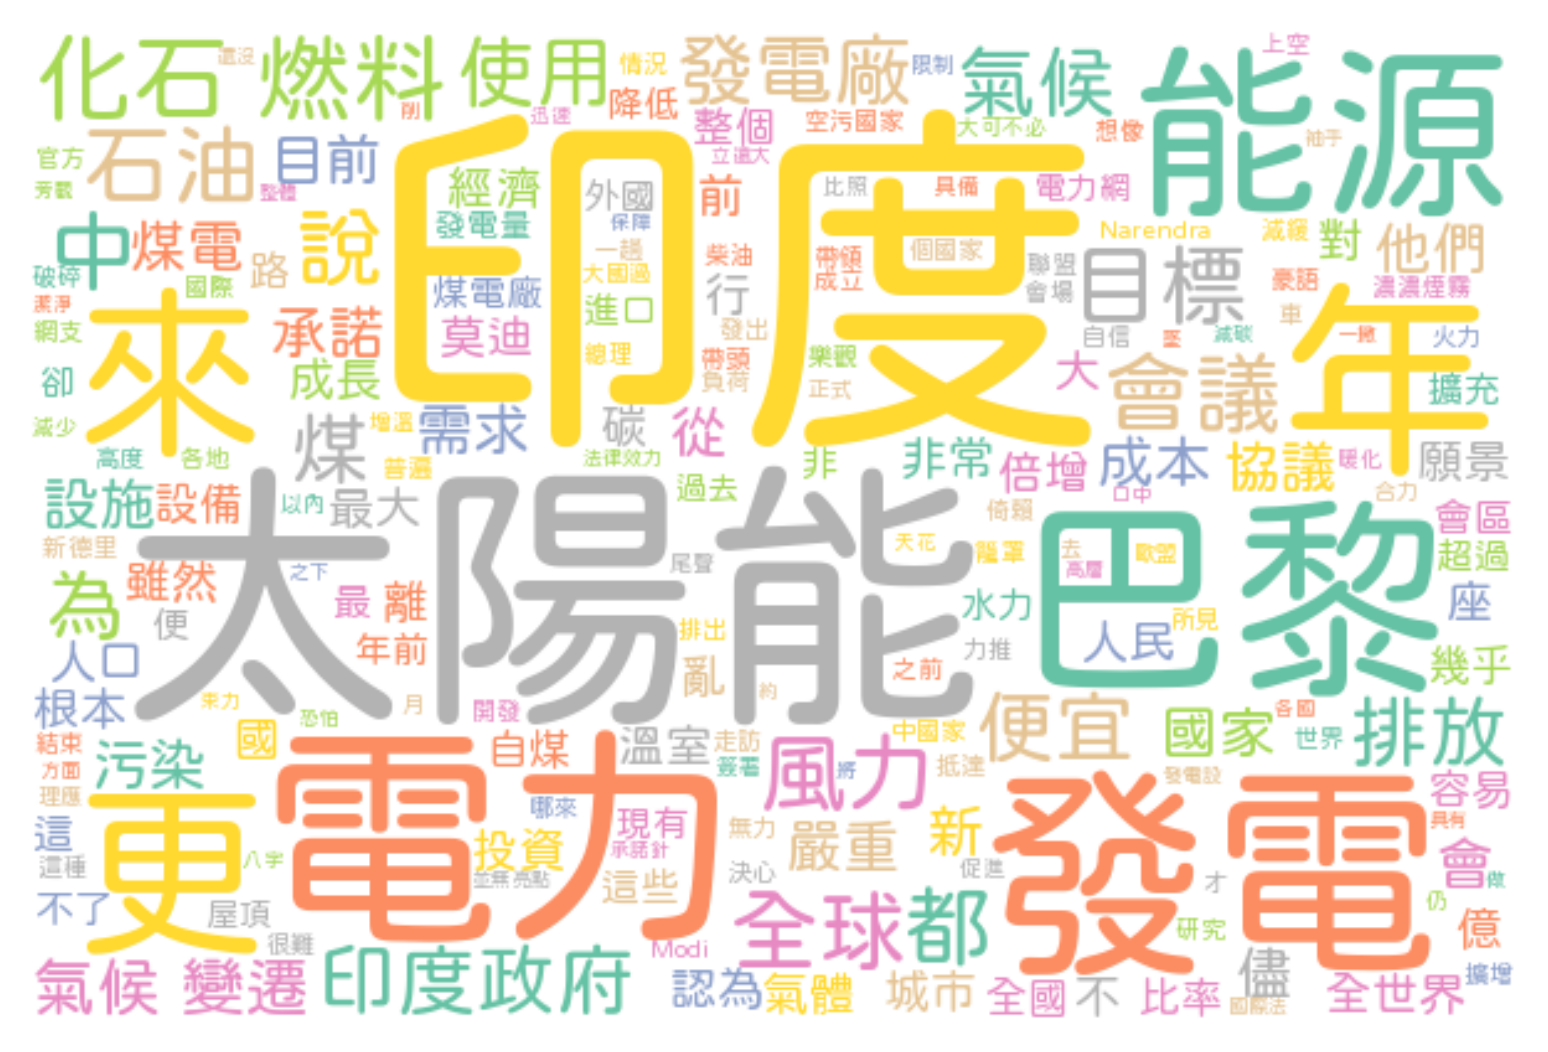 化石 燃料 使用 情況 發電廠 限制 氣候 上空 能源
還沒
削 迅速 降低 整個 空污國家 大可不必 想像 袖手
官方 石油 目前 印度 立這大
芳觀 整體 經濟 外國 前 比照 具備 電力網
中 煤電 說 發電量 保障 Narendra 減緩 對 他們
破碎 國際 路 一趟 柴油 帶領 個國家 聯盟 目標 豪語
潔淨 煤電廠 大國過 行 成立 會場 濃濃煙霧
網支 來 承諾 莫迪 進口 發出 自信 減碳 車 年 一撇 火力
卻 成長 總理 帶頭 樂觀 大 會議 擴充
減少 煤 增溫 需求 碳 從 負荷 正式
高度 各地 普遍 法律效力 非 非常 倍增 成本 協議 暖化 願景
設施 設備 以內 最大 過去 口中 合力
新德里 太陽能 尾聲 天花 倚賴 籠罩 巴黎 去 歐盟 會區
為 雖然 之下 高層 超過
便 最 離 水力 人民 所見 座
人口 年前 排出 力推 幾乎
根本 東力 恐怕 月 開發 亂 約 之前
結束 國 自煤 溫室 走訪 中國家 便宜 國家 各國 排放
方面 污染 簽署 風力 將 抵達 世界
理應 電力 發電設 容易
這 更 哪來 現有 無力 嚴重 新 發電 具有
這種 八字 投資 承諾針 決心 促進 會 做
並無 亮點 這些 才 仍
不了 屋頂 全球 都 研究 億
很難 Modi 儘
氣候 變遷 印度政府 認為 氣體 城市 全國 不 比率 國際法 全世界 擴增